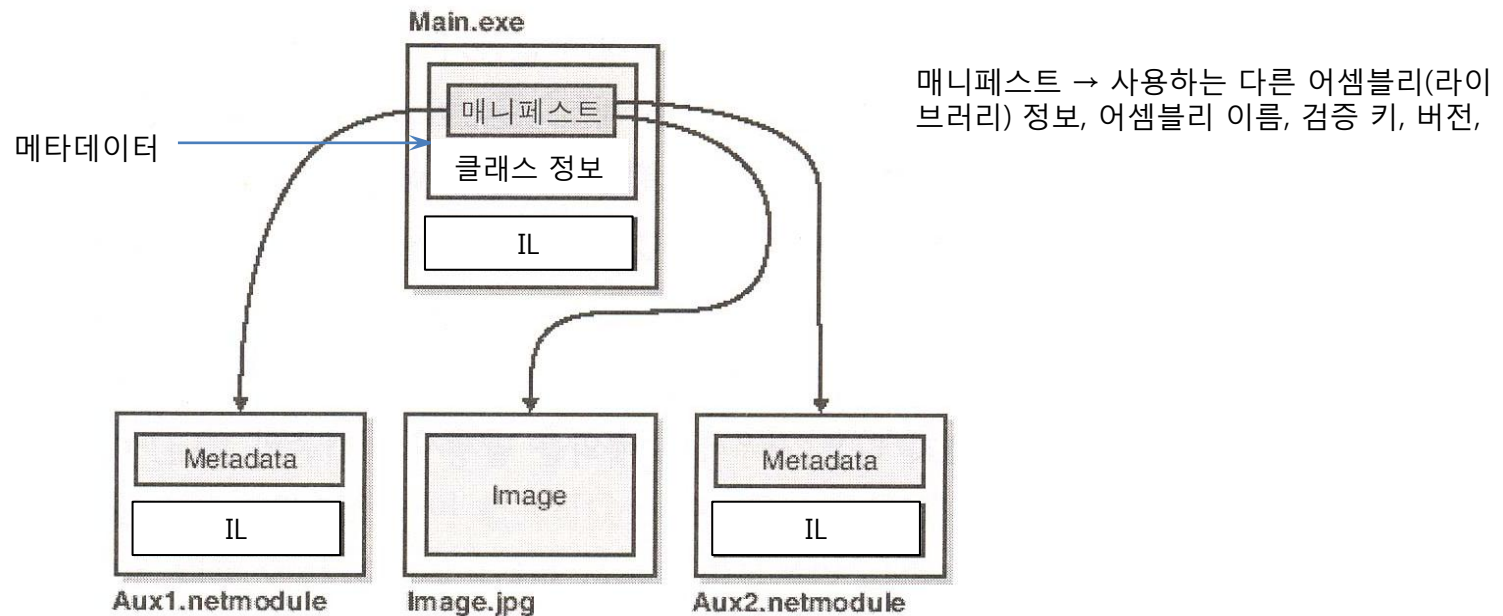 Main.exe
매니페스트 → 사용하는 다른 어셈블리(라이
브러리) 정보, 어셈블리 이름, 검증 키, 버전,
매니페스트
메타데이터
클래스 정보
IL
Metadata
IL
Image
Metadata
IL
Aux1.netmodule
Image.jpg
Aux2.netmodule